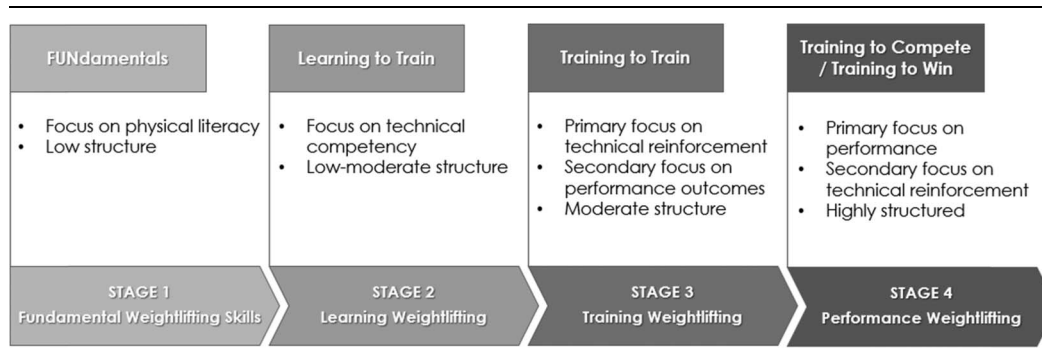 FUNdamentals
• Focus on physical literacy
• Low structure
STAGE 1
Fundamental Weightlifting Skills
Learning to Train
• Focus on technical
competency
• Low-moderate structure
STAGE 2
Learning Weightlifting
Training to Train
• Primary focus on
technical reinforcement
• Secondary focus on
performance outcomes
• Moderate structure
STAGE 3
Training Weightlifting
Training to Compete
/ Training to Win
• Primary focus on
performance
• Secondary focus on
technical reinforcement
• Highly structured
STAGE 4
Performance Weightlifting